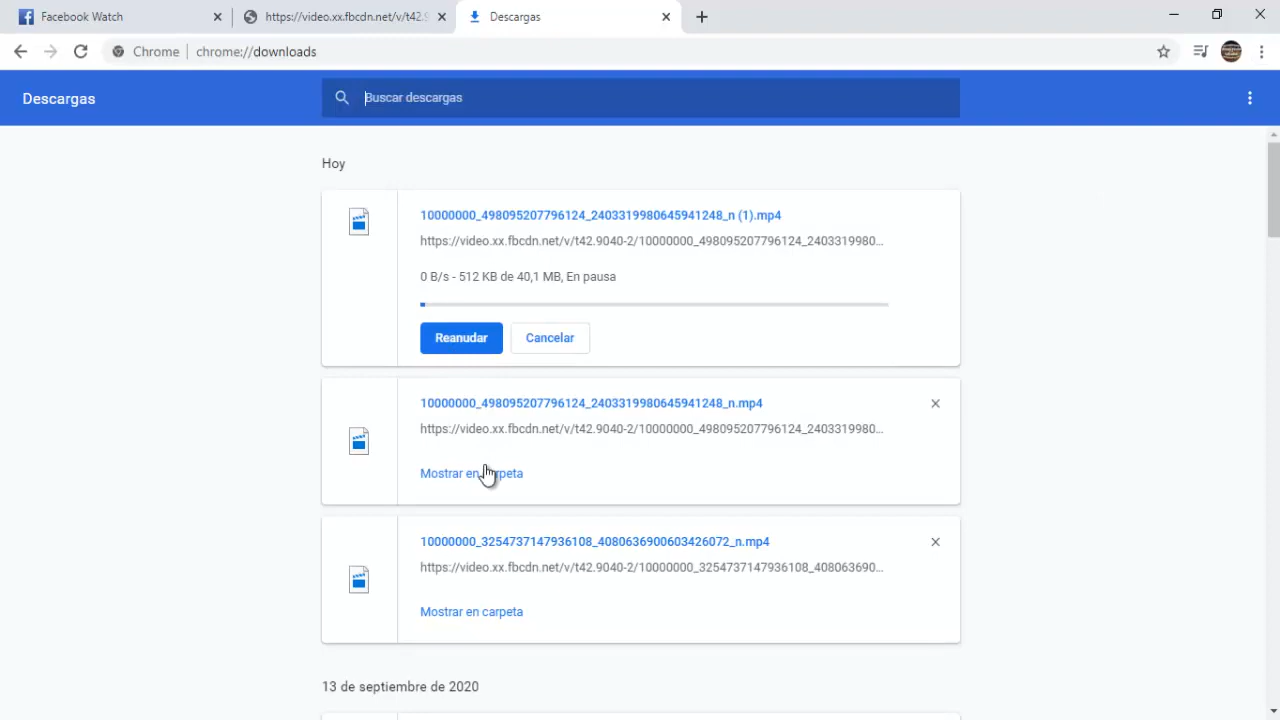 Facebook Watch
https://video.xx.fbcdn.net/v/t42.9
Descargas
Chrome
chrome://downloads
Descargas
Buscar descargas
Hoy
10000000_498095207796124_2403319980645941248_n (1).mp4
https://video.xx.fbcdn.net/v/t42.9040-2/10000000_498095207796124_2403319980...
0 B/s - 512 KB de 40,1 MB, En pausa
Reanudar
Cancelar
10000000_498095207796124_2403319980645941248_n.mp4
https://video.xx.fbcdn.net/v/t42.9040-2/10000000_498095207796124_2403319980...
Mostrar en carpeta
10000000_3254737147936108_4080636900603426072_n.mp4
https://video.xx.fbcdn.net/v/t42.9040-2/10000000_3254737147936108_408063690...
Mostrar en carpeta
13 de septiembre de 2020